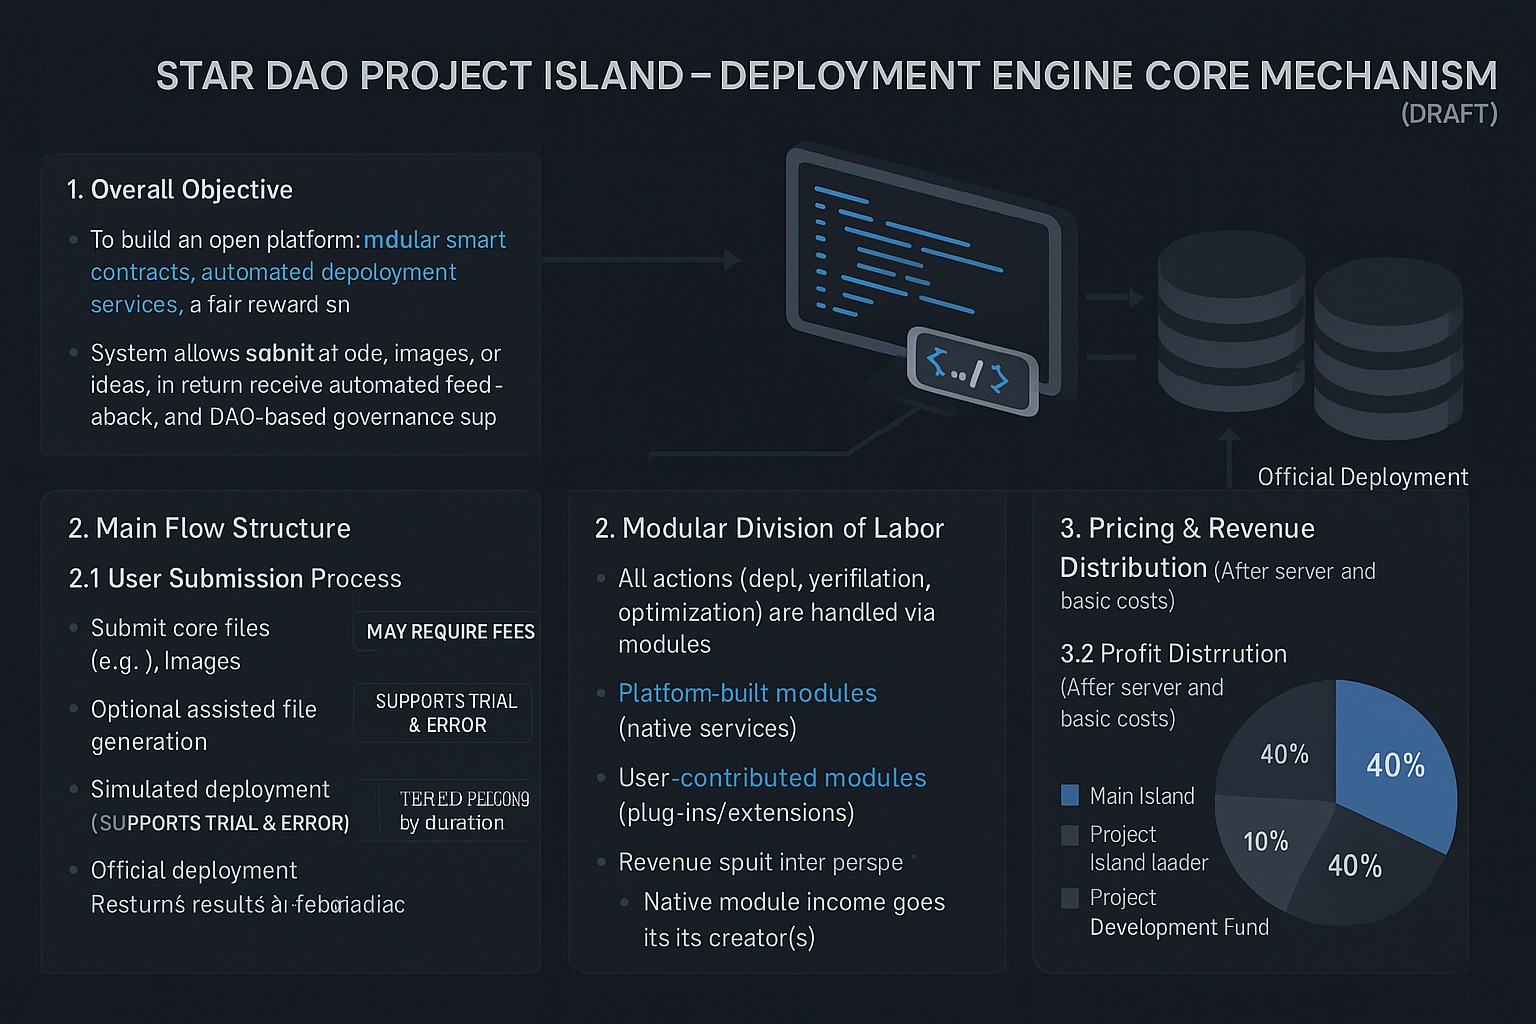 STAR DAO PROJECT ISLAND – DEPLOYMENT ENGINE CORE MECHANISM
(DRAFT)
1. Overall Objective
• To build an open platform: mdular smart
contracts, automated depoloyment
services, a fair reward sn
• System allows sabnit at ode, images, or
ideas, in return receive automated feed-
aback, and DAO-based governance sup
<../>
Official Deployment
2. Main Flow Structure
2.1 User Submission Process
• Submit core files
(e.g. ), Images
MAY REQUIRE FEES
• Optional assisted file
generation
SUPPORTS TRIAL
& ERROR
• Simulated deployment
(SUPPORTS TRIAL & ERROR)
TERED
by duration
• Official deployment
Resturnś results
2. Modular Division of Labor
• All actions (depl, yerifilation,
optimization) are handled via
modules
• Platform-built modules
(native services)
• User-contributed modules
(plug-ins/extensions)
• Revenue spuit inter perspe
• Native module income goes
its its creator(s)
3. Pricing & Revenue
Distribution (After server and
basic costs)
3.2 Profit Distrrution
(After server and
basic costs)
40%
40%
10%
40%
Main Island
Project
Island laader
Project
Development Fund